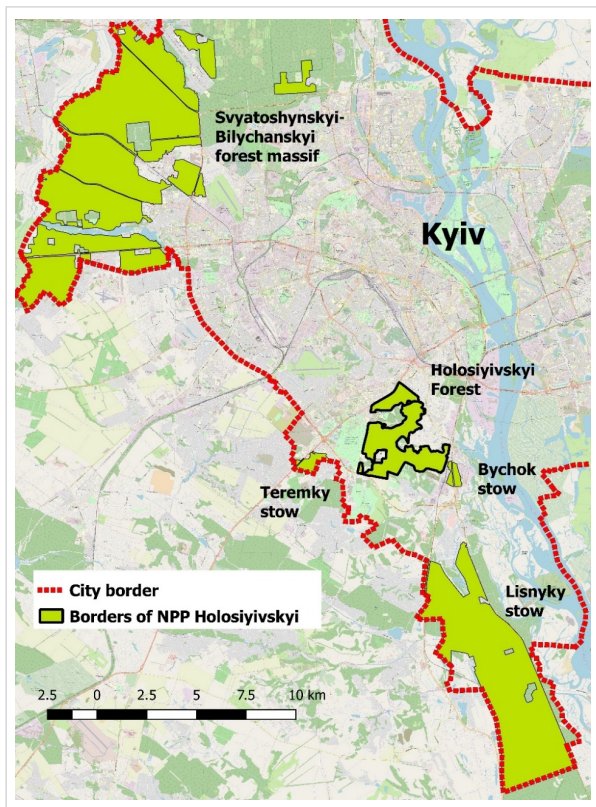 Svyatoshynskyi-
Bilychanskyi
forest massif
Kyiv
Holosiyivskyi
Forest
Bychok
stow
Teremky
stow
Lisnyky
stow
City border
Borders of NPP Holosiyivskyi
2.5 0 2.5 5 7.5 10 km